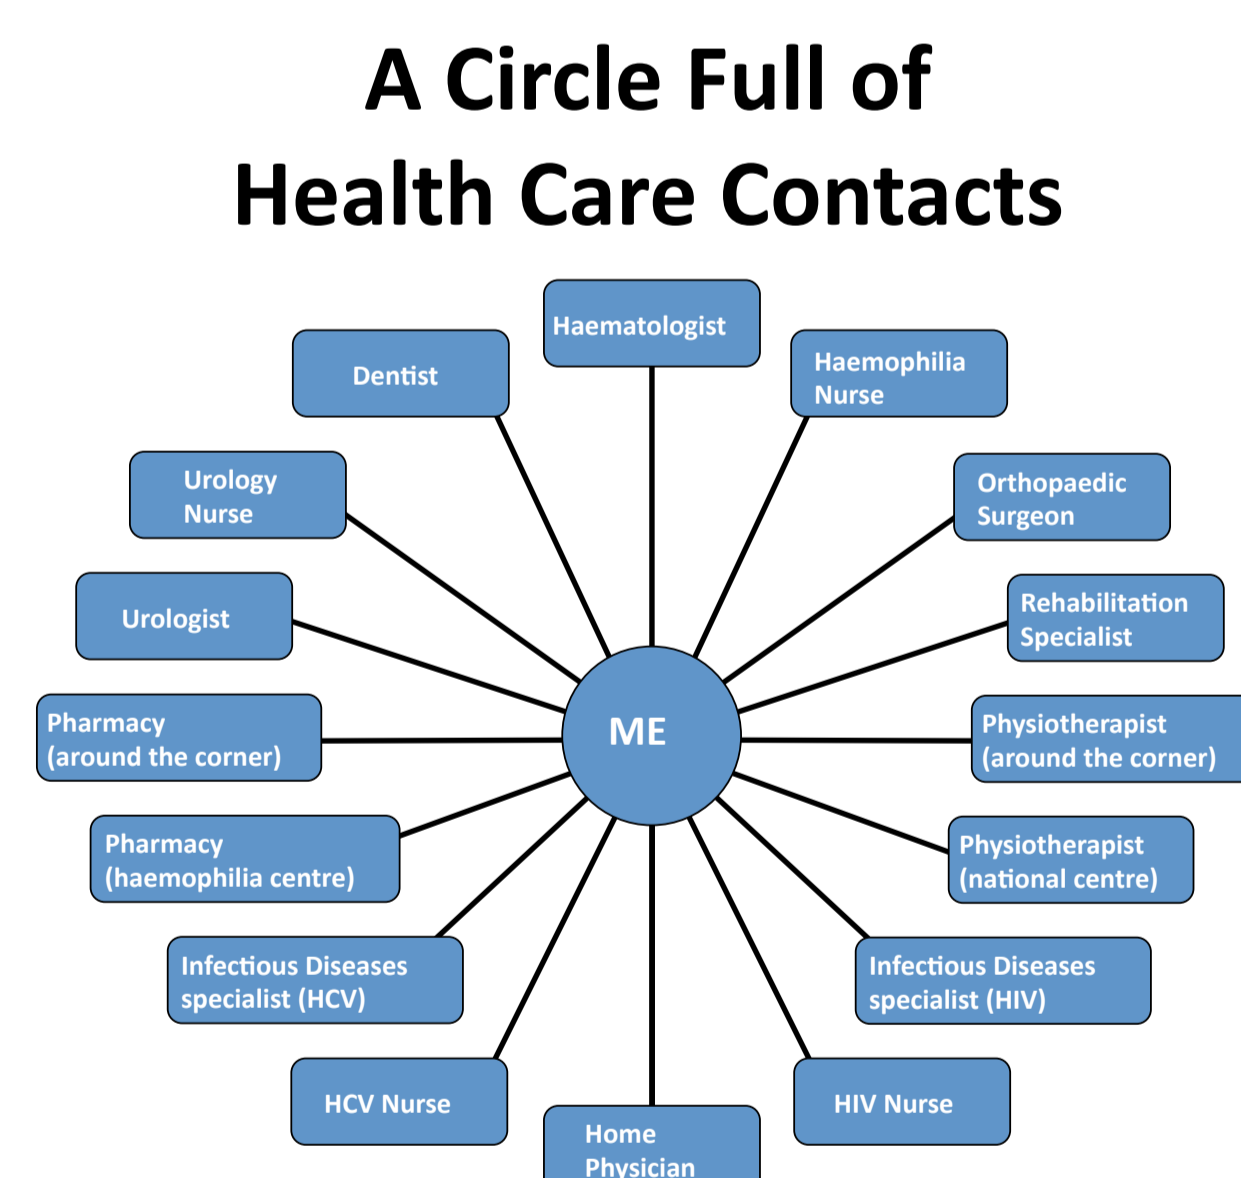 A Circle Full of
Health Care Contacts
Haematologist
Dentist
Haemophilia
Nurse
Urology
Nurse
Orthopaedic
Surgeon
Urologist
Rehabilitation
Specialist
Pharmacy
(around the corner)
ME
Physiotherapist
(around the corner)
Pharmacy
(haemophilia centre)
Physiotherapist
(national centre)
Infectious Diseases
specialist (HCV)
Infectious Diseases
specialist (HIV)
HCV Nurse
HIV Nurse
Home
Physician